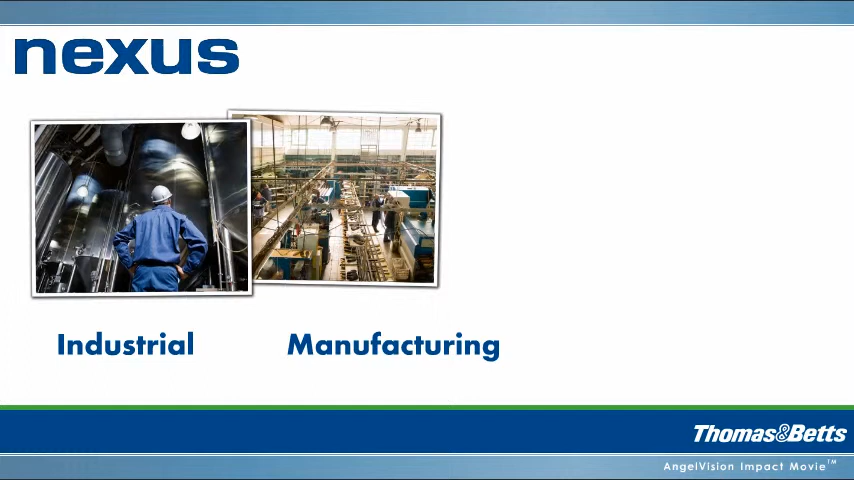 nexus
Industrial Manufacturing
Thomas&Betts
AngelVision Impact Movie™